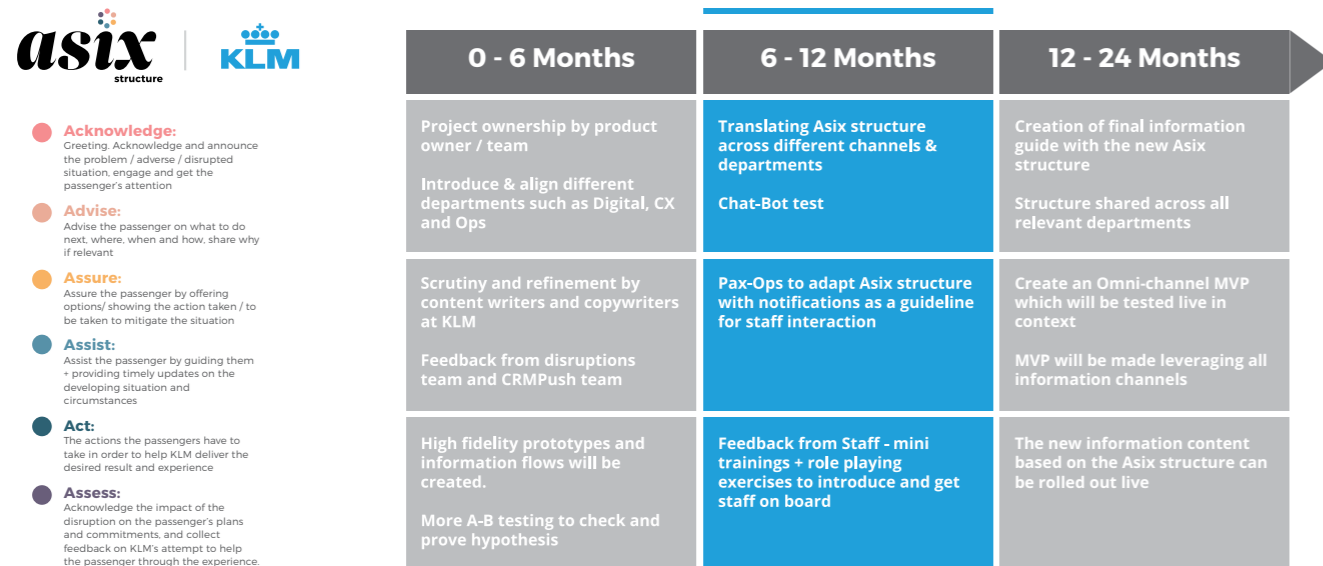 asix
structure
KLM
Acknowledge:
Greeting. Acknowledge and announce
the problem / adverse / disrupted
situation, engage and get the
passenger's attention
Advise:
Advise the passenger on what to do
next, where, when and how, share why
if relevant
Assure:
Assure the passenger by offering
options/ showing the action taken / to
be taken to mitigate the situation
Assist:
Assist the passenger by guiding them
+ providing timely updates on the
developing situation and
circumstances
Act:
The actions the passengers have to
take in order to help KLM deliver the
desired result and experience
Assess:
Acknowledge the impact of the
disruption on the passenger's plans
and commitments, and collect
feedback on KLM's attempt to help
the passenger through the experience.
0 - 6 Months
Project ownership by product
owner / team
Introduce & align different
departments such as Digital, CX
and Ops
Scrutiny and refinement by
content writers and copywriters
at KLM
Feedback from disruptions
team and CRMPush team
High fidelity prototypes and
information flows will be
created.
More A-B testing to check and
prove hypothesis
6 - 12 Months
Translating Asix structure
across different channels &
departments
Chat-Bot test
Pax-Ops to adapt Asix structure
with notifications as a guideline
for staff interaction
Feedback from Staff - mini
trainings + role playing
exercises to introduce and get
staff on board
12 - 24 Months
Creation of final information
guide with the new Asix
structure
Structure shared across all
relevant departments
Create an Omni-channel MVP
which will be tested live in
context
MVP will be made leveraging all
information channels
The new information content
based on the Asix structure can
be rolled out live